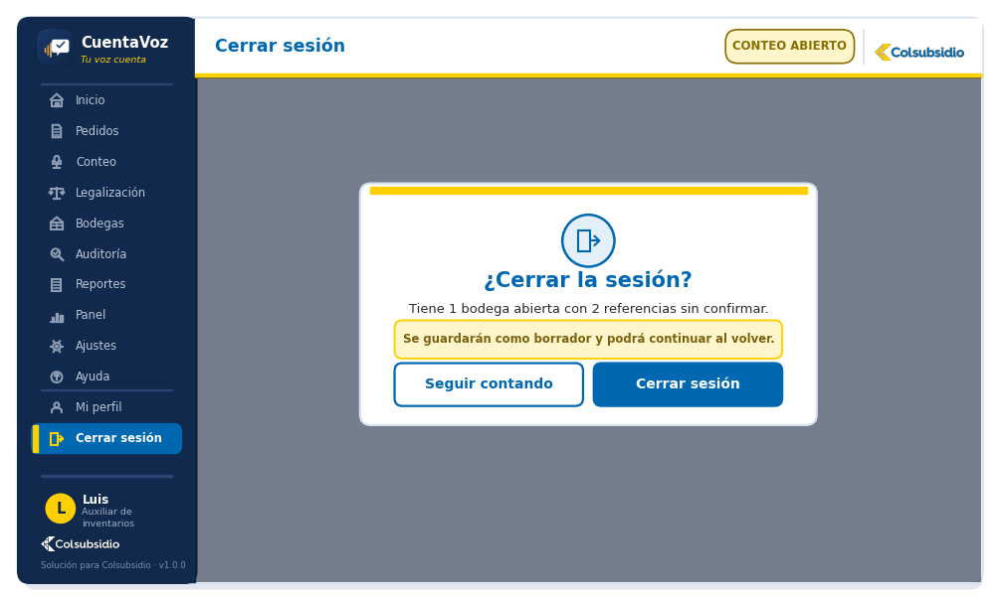 CuentaVoz
Tu voz cuenta
Inicio
Pedidos
Conteo
Legalización
Bodegas
Auditoría
Reportes
Panel
Ajustes
Ayuda
Mi perfil
Cerrar sesión
L
Luis
Auxiliar de
inventarios
Colsubsidio
Solución para Colsubsidio · v1.0.0
Cerrar sesión
CONTEO ABIERTO
Colsubsidio
¿Cerrar la sesión?
Tiene 1 bodega abierta con 2 referencias sin confirmar.
Se guardarán como borrador y podrá continuar al volver.
Seguir contando
Cerrar sesión